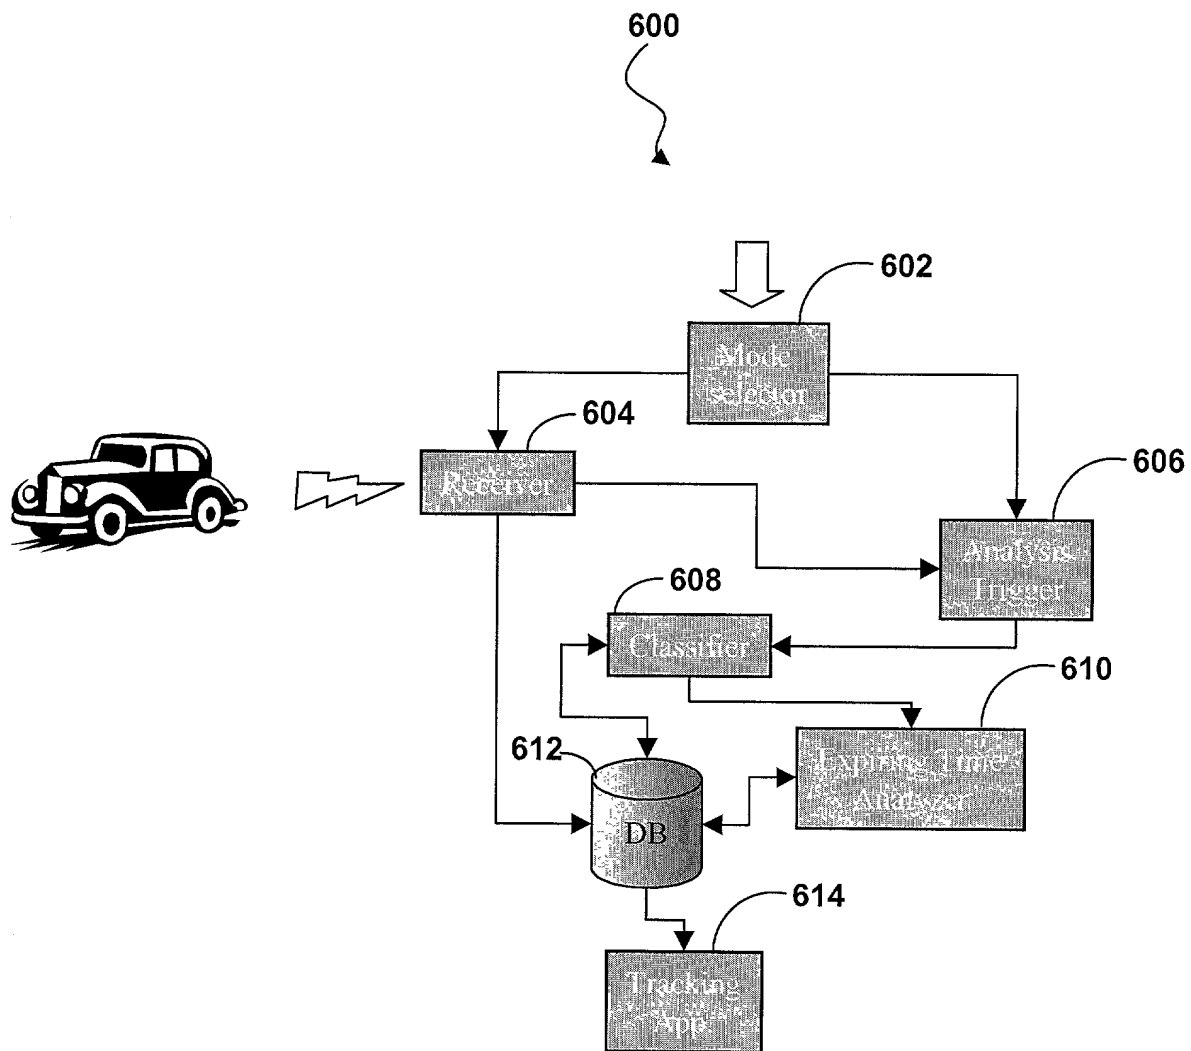 600
602
Mode
selector
604
Receiver
606
Analysis
Trigger
608
Classifier
610
Expiring Time
Analyzer
612
DB
614
Tracking
App